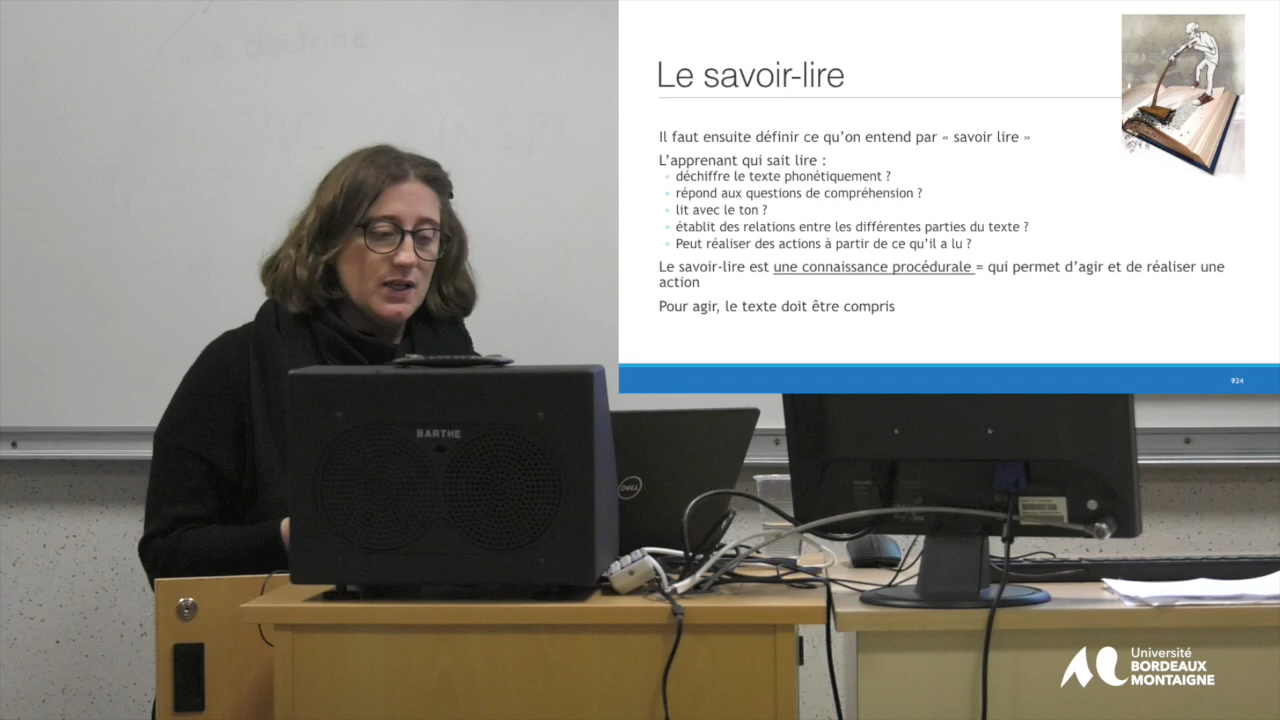 Le savoir-lire
Il faut ensuite définir ce qu'on entend par « savoir lire »
L'apprenant qui sait lire :
déchiffre le texte phonétiquement ?
répond aux questions de compréhension ?
lit avec le ton ?
établit des relations entre les différentes parties du texte ?
Peut réaliser des actions à partir de ce qu'il a lu ?
Le savoir-lire est une connaissance procédurale = qui permet d'agir et de réaliser une
action
Pour agir, le texte doit être compris
924
BARTHE
DELL
Université
BORDEAUX
MONTAIGNE